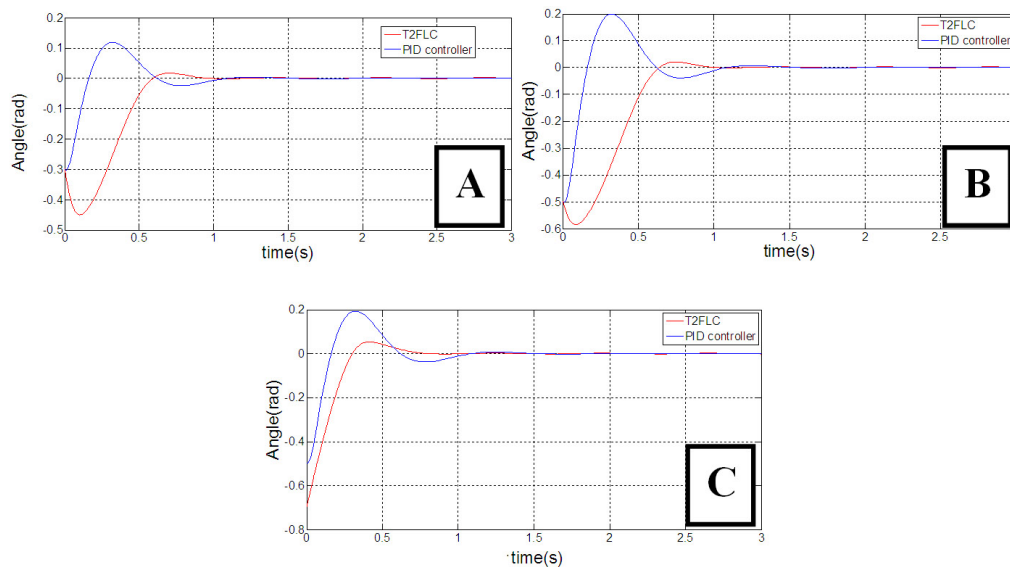 0.2
0.1
0
-0.1
-0.2
-0.3
-0.4
-0.5
Angle(rad)
T2FLC
PID controller
A
0 0.5 1 1.5 2 2.5 3
time(s)
0.2
0.1
0
-0.1
-0.2
-0.3
-0.4
-0.5
-0.6
Angle(rad)
T2FLC
PID controller
B
0 0.5 1 1.5 2 2.5
time(s)
0.2
0
-0.2
-0.4
-0.6
-0.8
Angle(rad)
T2FLC
PID controller
C
0 0.5 1 1.5 2 2.5 3
time(s)